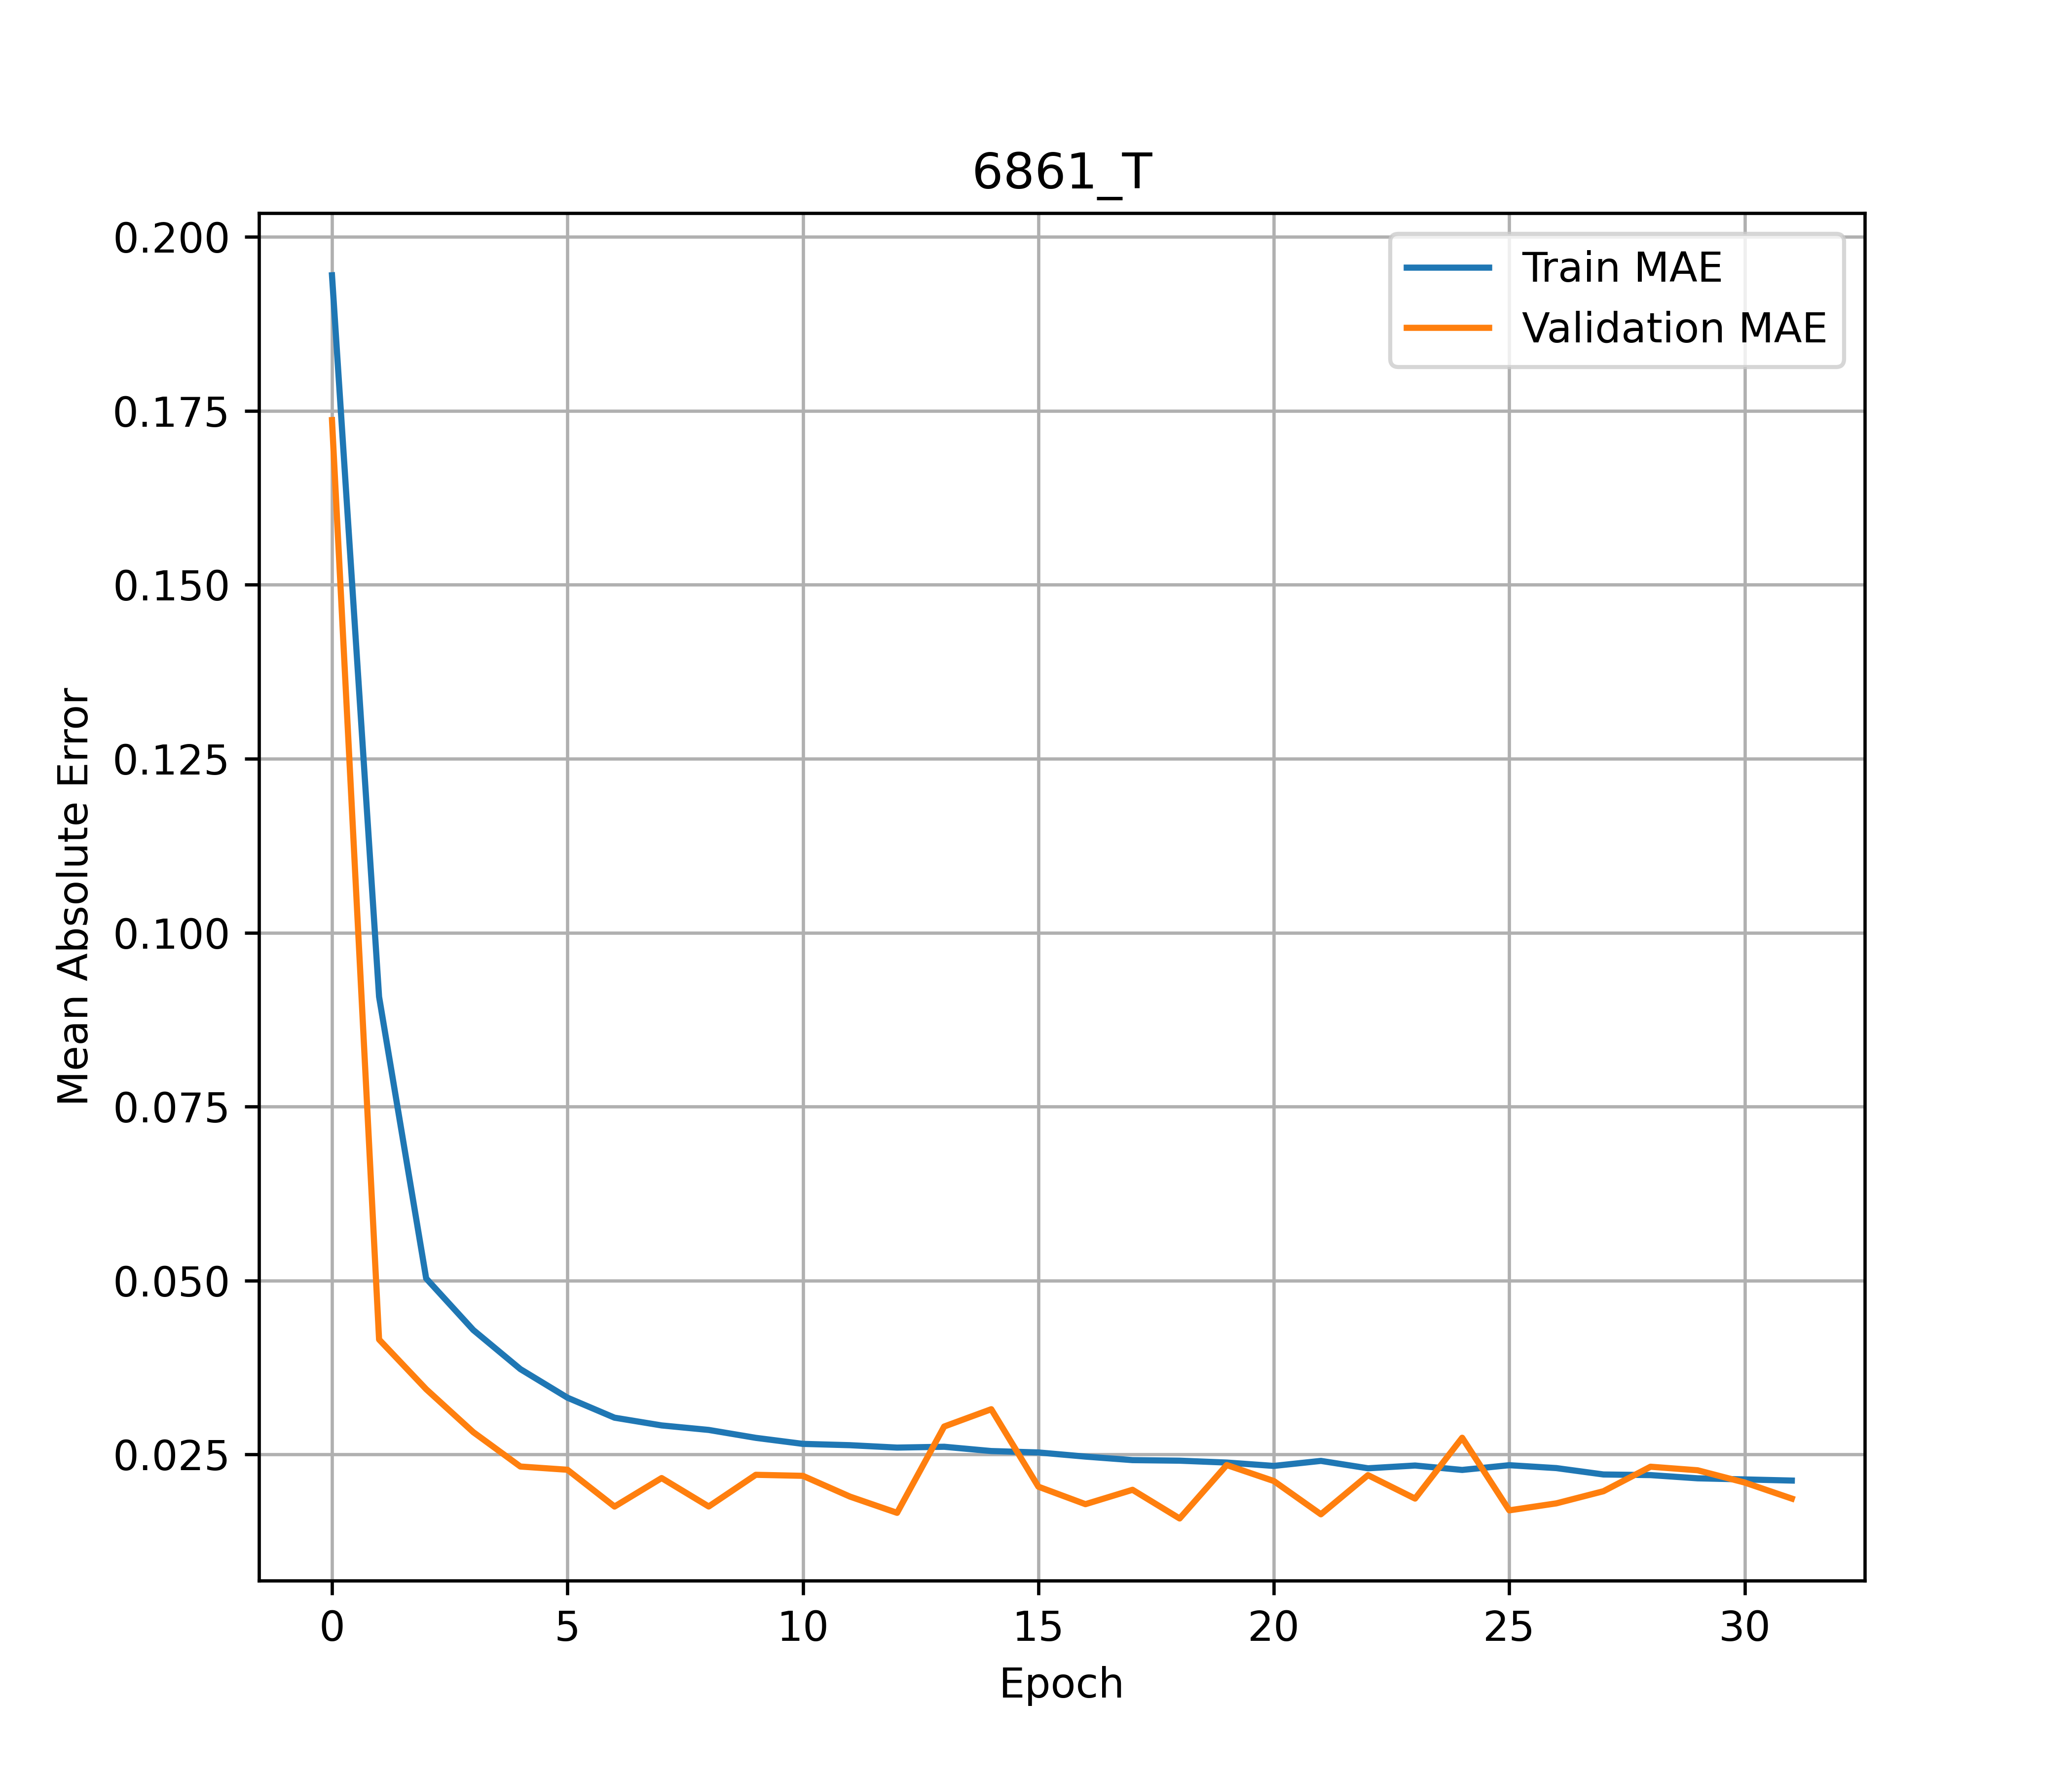 6861_T
0.200
0.175
0.150
0.125
0.100
0.075
0.050
0.025
Mean Absolute Error
Train MAE
Validation MAE
0 5 10 15 20 25 30
Epoch